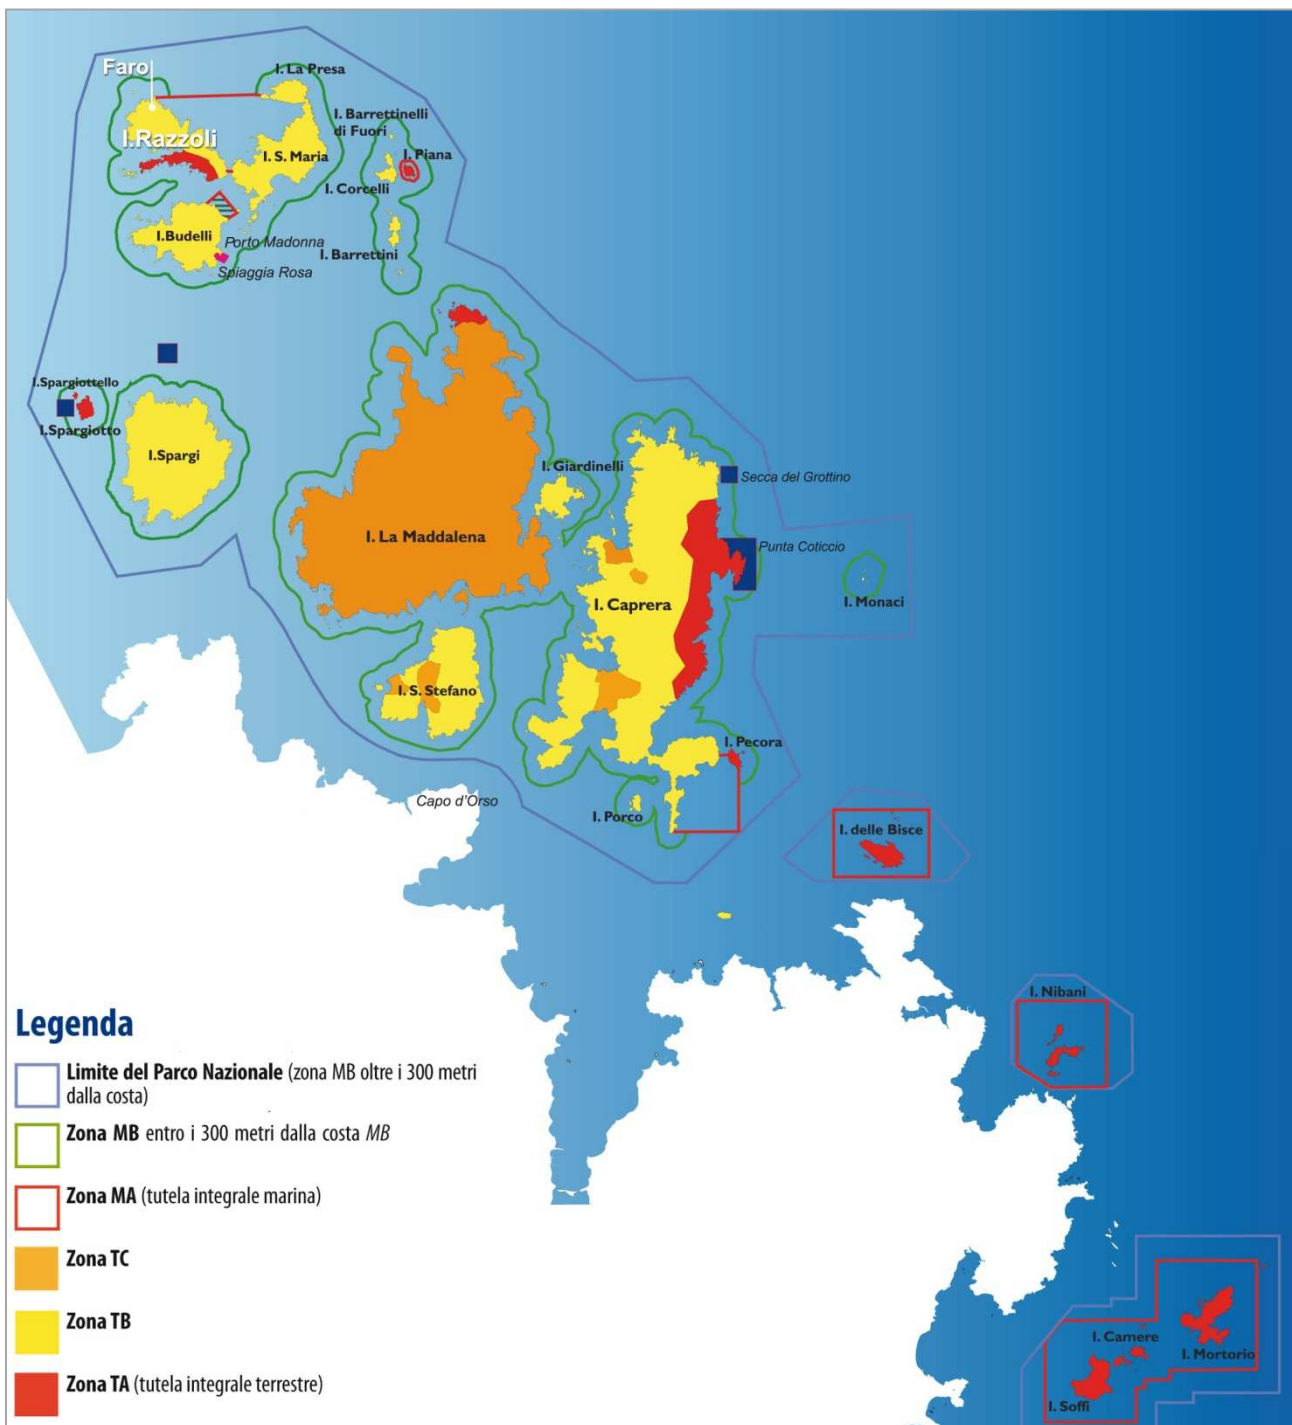 Faro
I. La Presa
I. Barrettinelli
di Fuori
I.Razzoli
I. S. Maria
I. Piana
I. Corcelli
I.Budelli
Porto Madonna
I. Barrettini
Spiaggia Rosa
I.Spargiottello
I.Spargiotto
I.Spargi
I. Giardinelli
Secca del Grottino
I. La Maddalena
Punta Coticcio
I. Caprera
I. Monaci
I. S. Stefano
I. Pecora
Capo d'Orso
I. Porco
I. delle Bisce
I. Nibani
I. Camere
I. Mortorio
I. Soffi
Legenda
Limite del Parco Nazionale (zona MB oltre i 300 metri
dalla costa)
Zona MB entro i 300 metri dalla costa MB
Zona MA (tutela integrale marina)
Zona TC
Zona TB
Zona TA (tutela integrale terrestre)